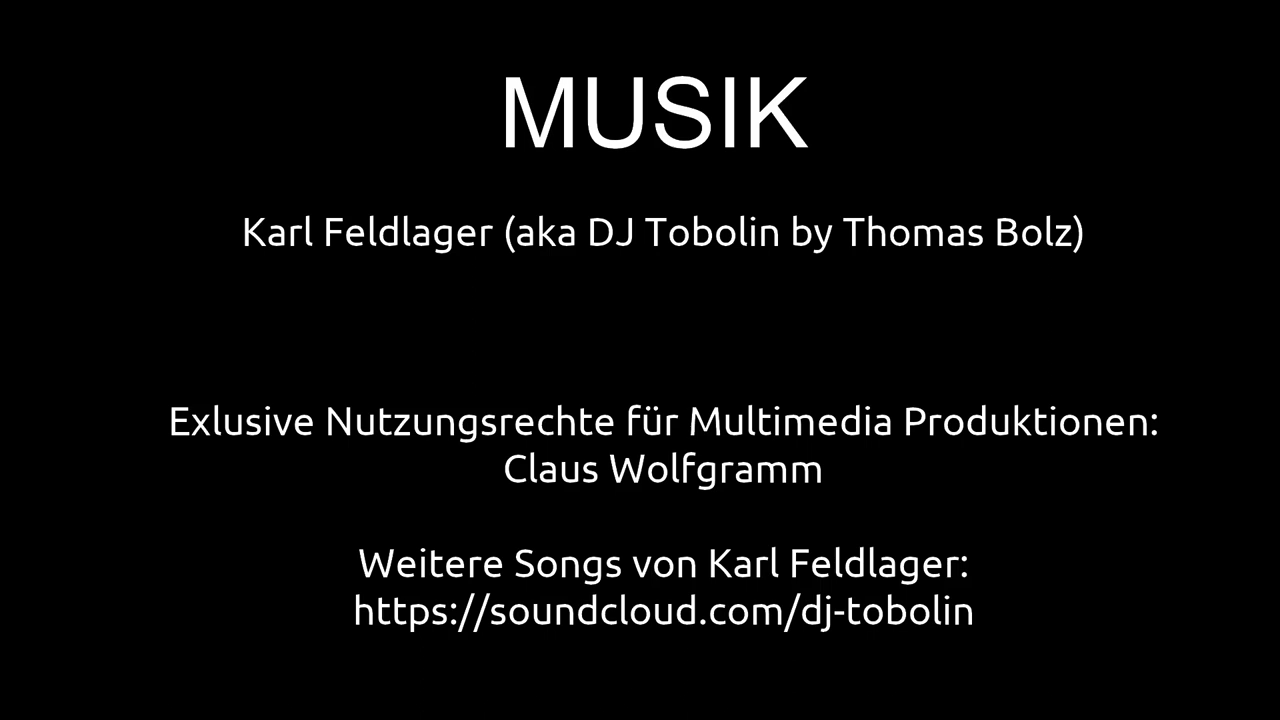 MUSIK
Karl Feldlager (aka DJ Tobolin by Thomas Bolz)
Exlusive Nutzungsrechte für Multimedia Produktionen:
Claus Wolfgramm
Weitere Songs von Karl Feldlager:
https://soundcloud.com/dj-tobolin